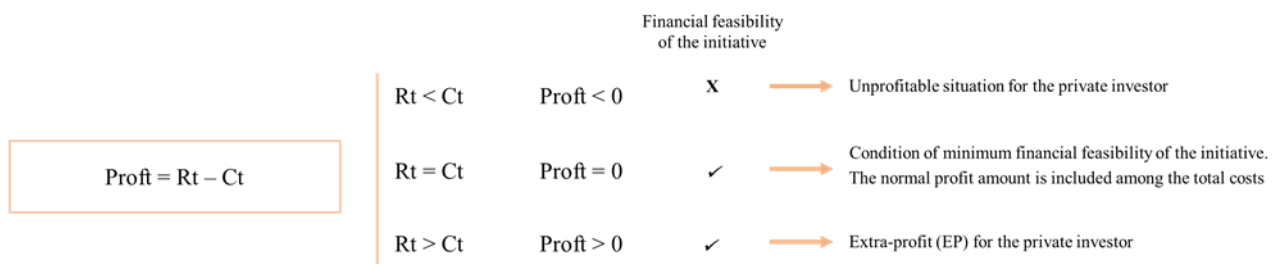 Financial feasibility
of the initiative
Rt < Ct Proft < 0 X Unprofitable situation for the private investor
Proft = Rt – Ct
Rt = Ct Proft = 0 ✓ Condition of minimum financial feasibility of the initiative.
The normal profit amount is included among the total costs
Rt > Ct Proft > 0 ✓ Extra-profit (EP) for the private investor